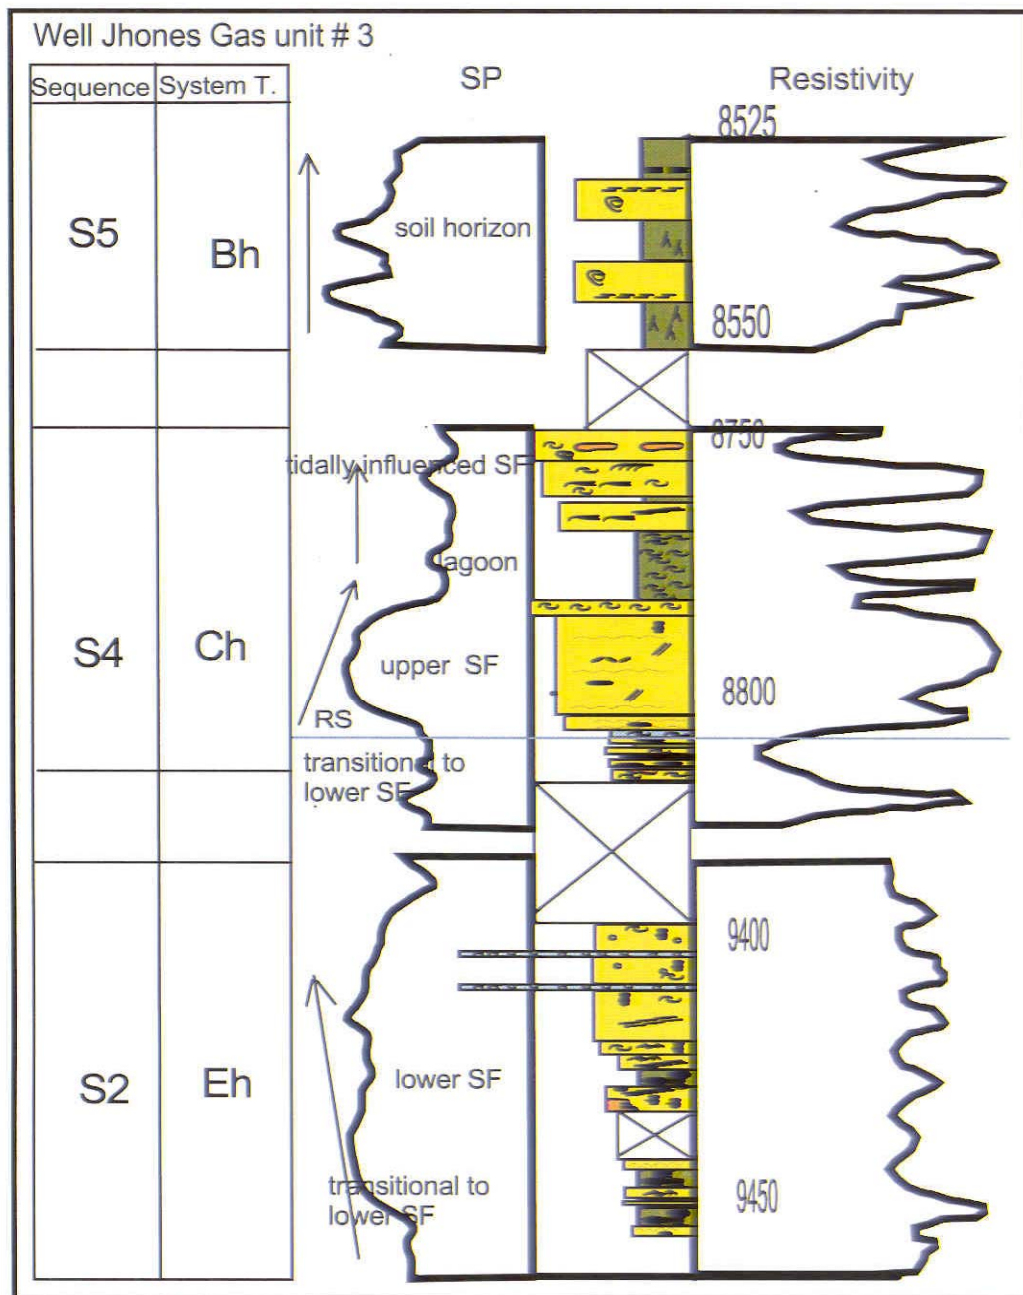 Well Jhones Gas unit # 3
Sequence System T. SP Resistivity
8525
S5 Bh soil horizon
8550
8750
tidally influenced SF
lagoon
S4 Ch upper SF
8800
RS
transitional to
lower SF
9400
S2 Eh lower SF
transitional to
lower SF
9450